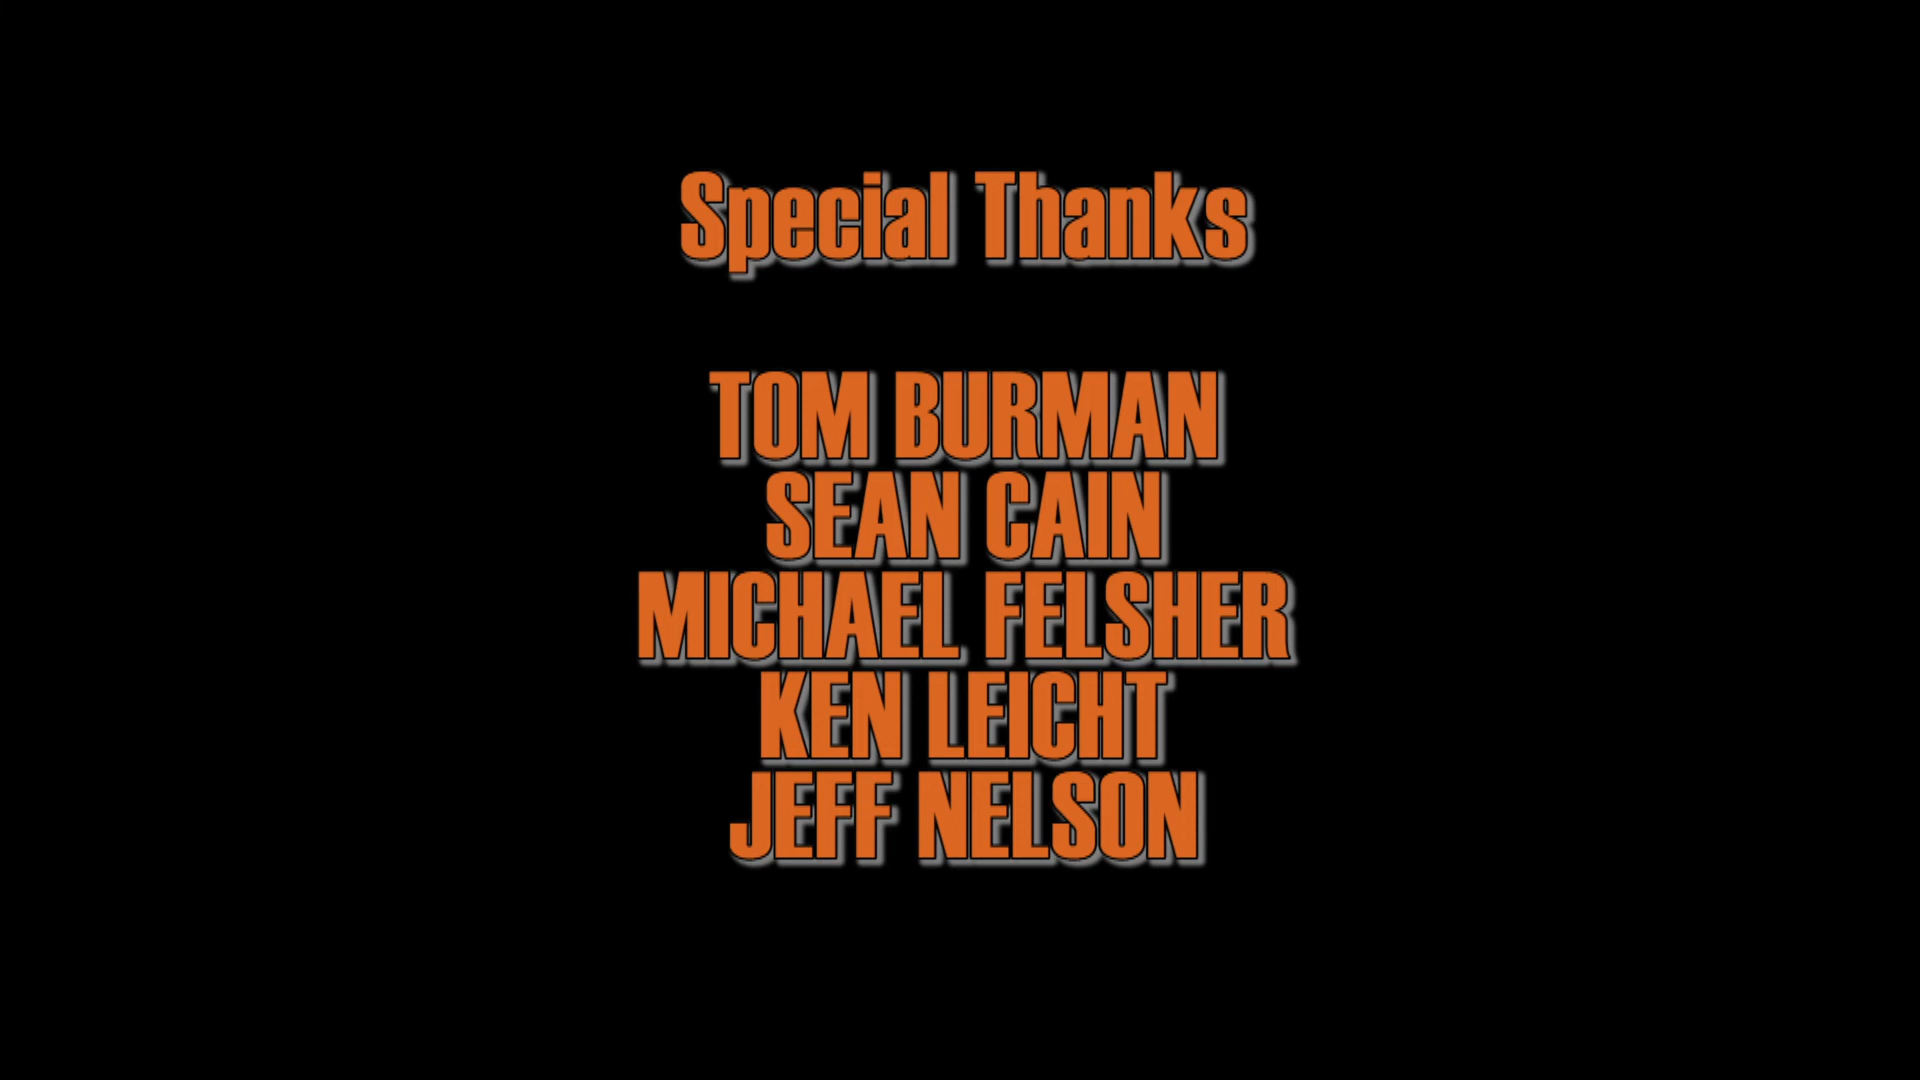 Special Thanks
TOM BURMAN
SEAN CAIN
MICHAEL FELSHER
KEN LEICHT
JEFF NELSON